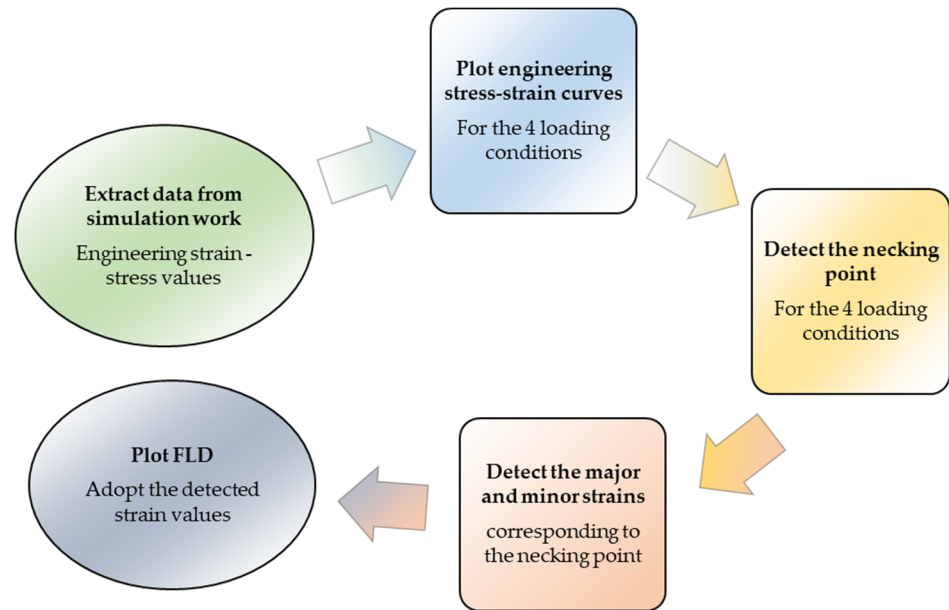 Extract data from
simulation work
Engineering strain-
stress values
Plot engineering
stress-strain curves
For the 4 loading
conditions
Detect the necking
point
For the 4 loading
conditions
Detect the major
and minor strains
corresponding to
the necking point
Plot FLD
Adopt the detected
strain values